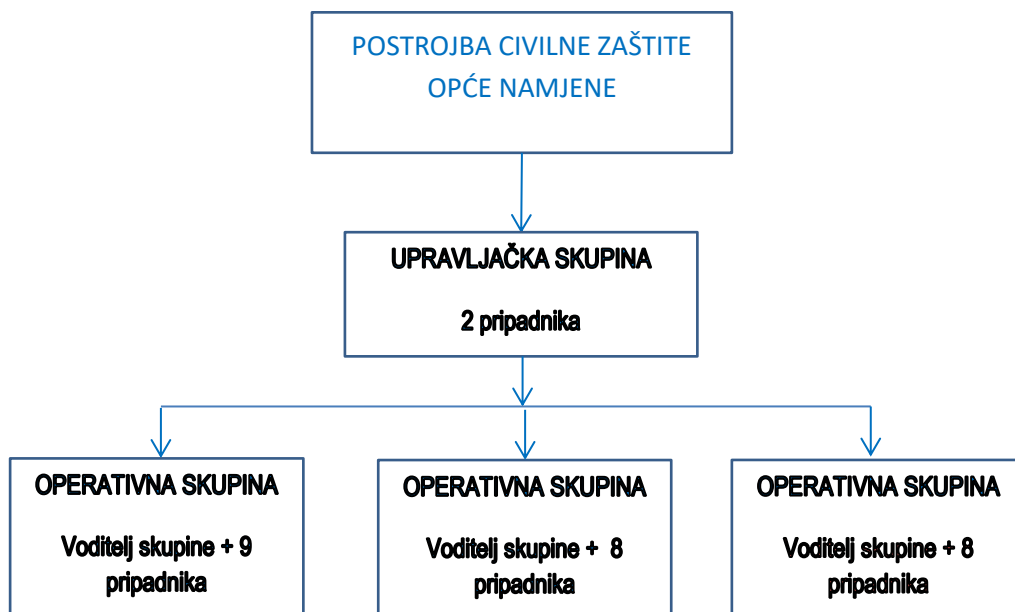 POSTROJBA CIVILNE ZAŠTITE
OPĆE NAMJENE
UPRAVLJAČKA SKUPINA
2 pripadnika
OPERATIVNA SKUPINA
Voditelj skupine + 9
pripadnika
OPERATIVNA SKUPINA
Voditelj skupine + 8
pripadnika
OPERATIVNA SKUPINA
Voditelj skupine + 8
pripadnika